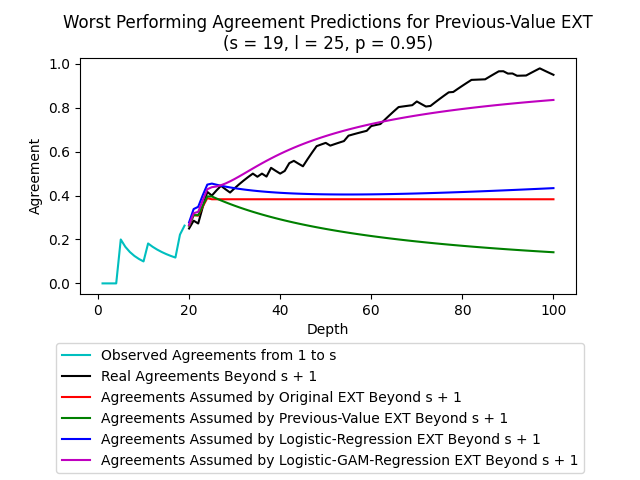 Worst Performing Agreement Predictions for Previous-Value EXT
(s = 19, l = 25, p = 0.95)
1.0
0.8
0.6
0.4
0.2
0.0
Agreement
0 20 40 60 80 100
Depth
Observed Agreements from 1 to s
Real Agreements Beyond s + 1
Agreements Assumed by Original EXT Beyond s + 1
Agreements Assumed by Previous-Value EXT Beyond s + 1
Agreements Assumed by Logistic-Regression EXT Beyond s + 1
Agreements Assumed by Logistic-GAM-Regression EXT Beyond s + 1